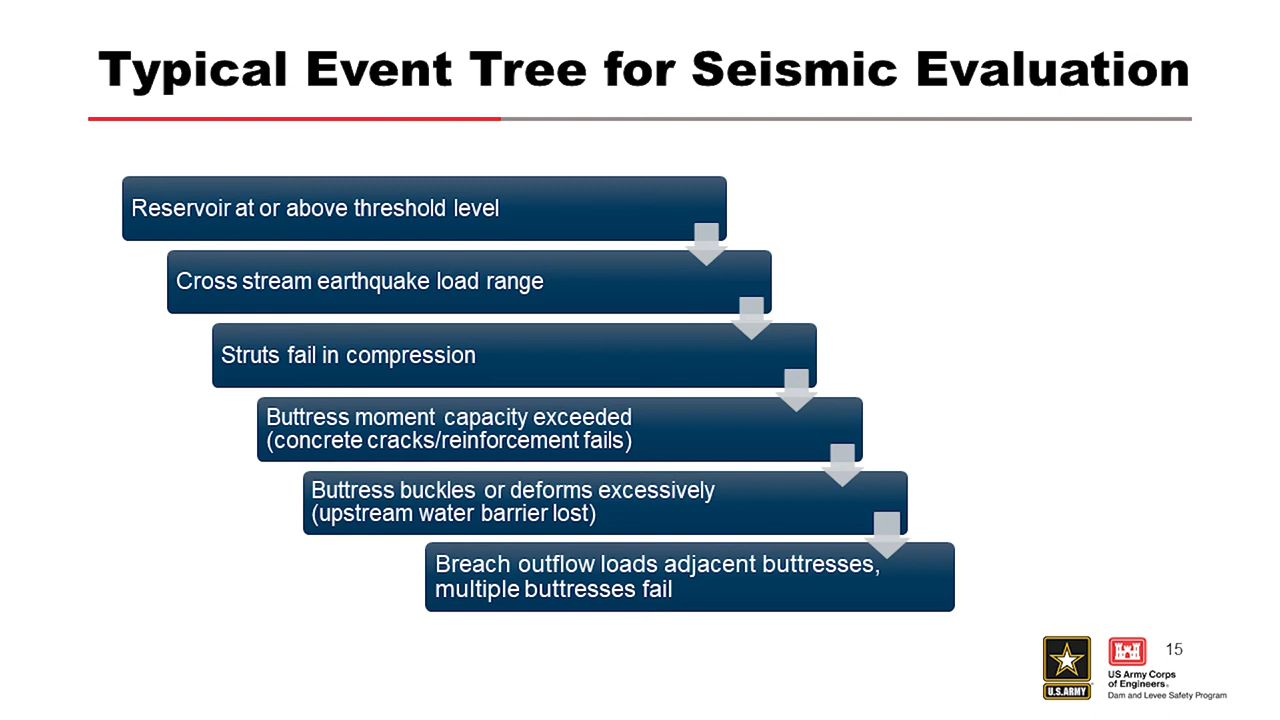 Typical Event Tree for Seismic Evaluation
Reservoir at or above threshold level
Cross stream earthquake load range
Struts fail in compression
Buttress moment capacity exceeded
(concrete cracks/reinforcement fails)
Buttress buckles or deforms excessively
(upstream water barrier lost)
Breach outflow loads adjacent buttresses,
multiple buttresses fail
15
U.S.ARMY
US Army Corps
of Engineers®
Dam and Levee Safety Program